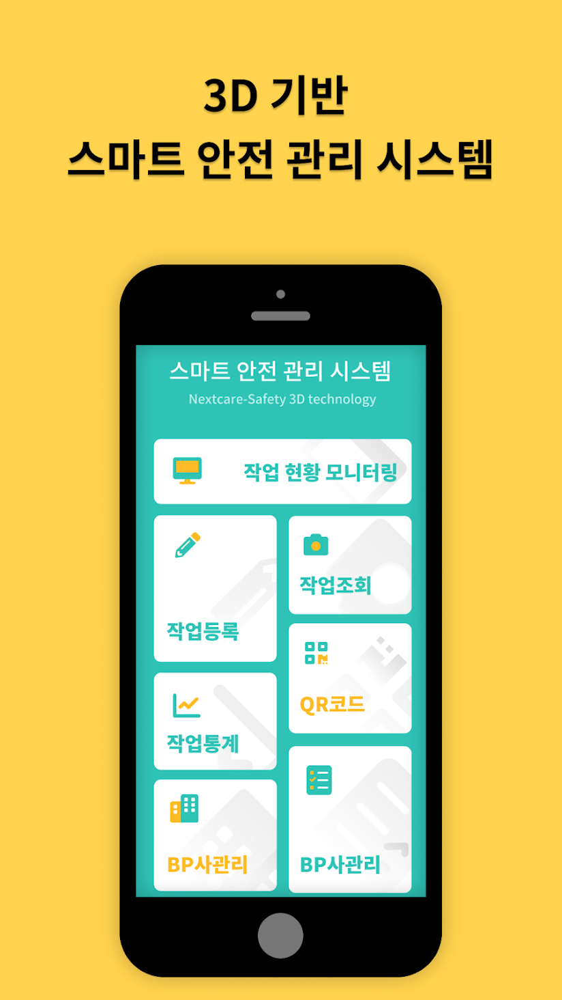 3D 기반
스마트 안전 관리 시스템
스마트 안전 관리 시스템
Nextcare-Safety 3D technology
작업 현황 모니터링
작업등록
작업조회
QR코드
작업통계
BP사관리
BP사관리